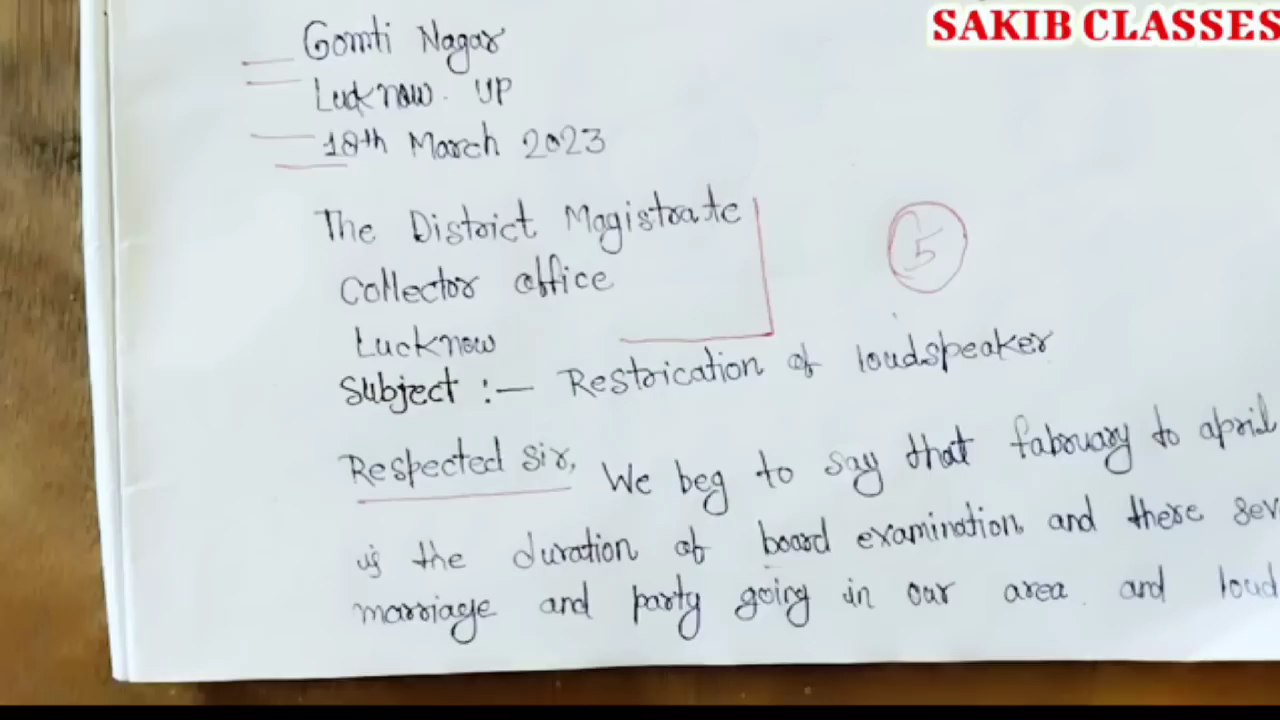 SAKIB CLASSES
Gomti Nagar
Lucknow. UP
18th March 2023
The District Magistrate
Collector office
5
Lucknow
Subject :— Restrication of loudspeaker
Respected sir, We beg to say that fabruary to april
is the duration of board examination and there sev
marriage and party going in our area. and loud